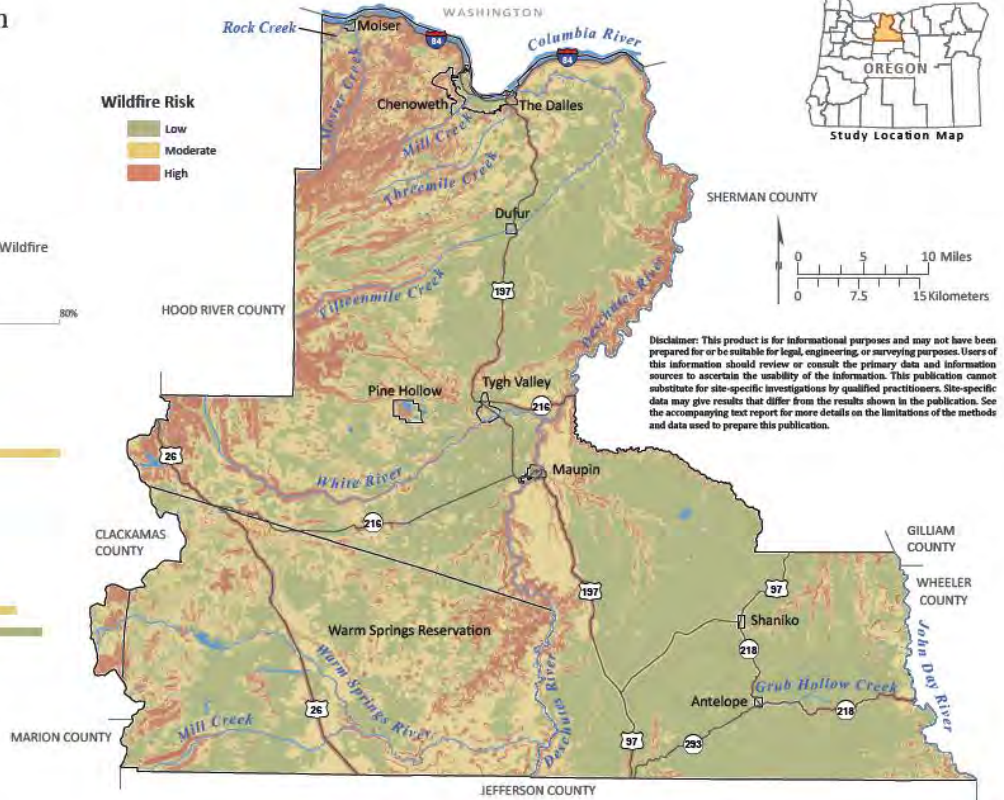 n
WASHINGTON
Rock Creek
Moiser
84
Columbia River
84
OREGON
Study Location Map
Wildfire Risk
Low
Moderate
High
Mosier Creek
Chenoweth
The Dalles
Mill Creek
Threemile Creek
SHERMAN COUNTY
Dufur
Wildfire
0 5 10 Miles
0 7.5 15 Kilometers
N
80%
HOOD RIVER COUNTY
Fifteenmile Creek
197
Deschutes River
Disclaimer: This product is for informational purposes and may not have been
prepared for or be suitable for legal, engineering, or surveying purposes. Users of
this information should review or consult the primary data and information
sources to ascertain the usability of the information. This publication cannot
substitute for site-specific investigations by qualified practitioners. Site-specific
data may give results that differ from the results shown in the publication. See
the accompanying text report for more details on the limitations of the methods
and data used to prepare this publication.
Pine Hollow
Tygh Valley
216
26
White River
Maupin
216
CLACKAMAS
COUNTY
GILLIAM
COUNTY
WHEELER
COUNTY
197
97
Shaniko
Warm Springs Reservation
218
John Day River
Warm Springs River
Deschutes River
Grub Hollow Creek
Antelope
218
26
Mill Creek
MARION COUNTY
97
293
JEFFERSON COUNTY